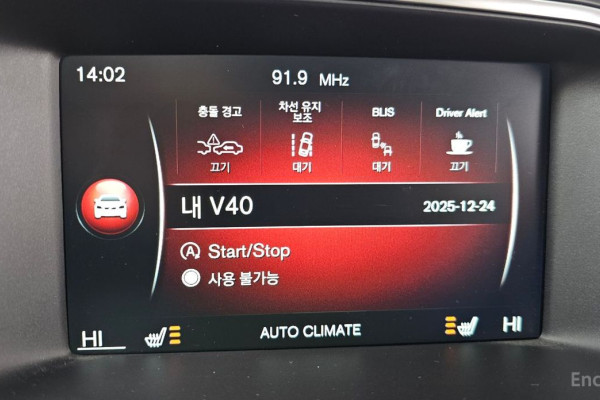 14:02 91.9 MHz
충돌 경고 차선 유지 보조 BLIS Driver Alert
끄기 대기 대기 끄기
내 V40 2025-12-24
Start/Stop
사용 불가능
HI AUTO CLIMATE HI
Enc